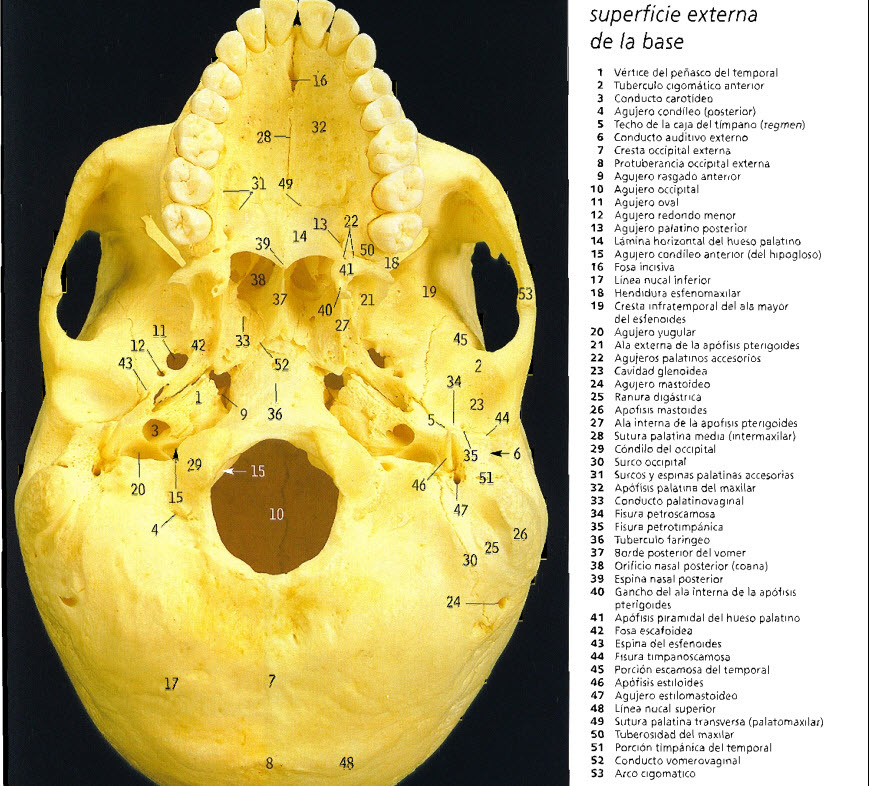 16
32
28
31 49
13 22
14
39 50
18
41
38
37 21 19 53
40
27
11 42 33 45
12
52 2
43
34
1 23
9 36 5 44
3
35 6
29
15 51
20 46
15 47
10
4 26
25
30
24
17 7
8 48
superficie externa
de la base
1 Vértice del peñasco del temporal
2 Tuberculo cigomático anterior
3 Conducto carotídeo
4 Agujero condíleo (posterior)
5 Techo de la caja del tímpano (regmen)
6 Conducto auditivo externo
7 Cresta occipital externa
8 Protuberancia occipital externa
9 Agujero rasgado anterior
10 Agujero occipital
11 Agujero oval
12 Agujero redondo menor
13 Agujero palatino posterior
14 Lámina horizontal del hueso palatino
15 Agujero condíleo anterior (del hipogloso)
16 Fosa incisiva
17 Línea nucal inferior
18 Hendidura esfenomaxilar
19 Cresta infratemporal del ala mayor
del esfenoides
20 Agujero yugular
21 Ala externa de la apófisis pterigoides
22 Agujeros palatinos accesorios
23 Cavidad glenoidea
24 Agujero mastoideo
25 Ranura digástrica
26 Apófisis mastoides
27 Ala interna de la apofisis pterigoides
28 Sutura palatina media (intermaxilar)
29 Cóndilo del occipital
30 Surco occipital
31 Surcos y espinas palatinas accesorias
32 Apófisis palatina del maxilar
33 Conducto palatinovaginal
34 Fisura petroscamosa
35 Fisura petrotimpánica
36 Tuberculo faríngeo
37 Borde posterior del vomer
38 Orificio nasal posterior (coana)
39 Espina nasal posterior
40 Gancho del ala interna de la apófisis
pterigoides
41 Apófisis piramidal del hueso palatino
42 Fosa escafoidea
43 Espina del esfenoides
44 Fisura timpanoscamosa
45 Porción escamosa del temporal
46 Apófisis estiloides
47 Agujero estilomastoideo
48 Línea nucal superior
49 Sutura palatina transversa (palatomaxilar)
50 Tuberosidad del maxilar
51 Porción timpánica del temporal
52 Conducto vomerovaginal
53 Arco cigomatico